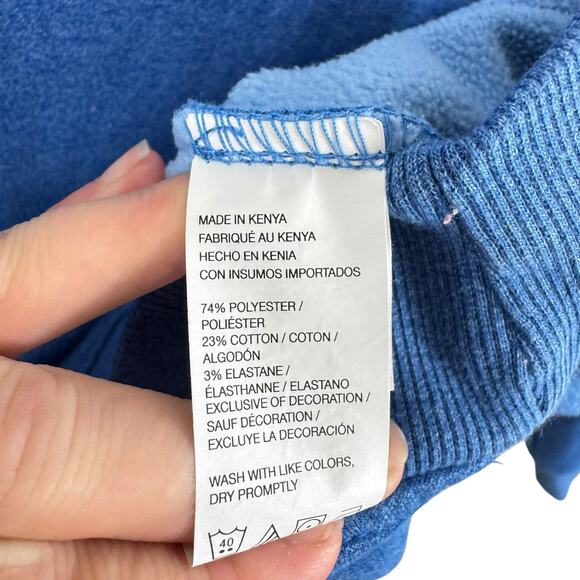 MADE IN KENYA
FABRIQUÉ AU KENYA
HECHO EN KENIA
CON INSUMOS IMPORTADOS
74% POLYESTER /
POLIÉSTER
23% COTTON / COTON /
ALGODÓN
3% ELASTANE /
ÉLASTHANNE / ELASTANO
EXCLUSIVE OF DECORATION /
SAUF DÉCORATION /
EXCLUYE LA DECORACIÓN
WASH WITH LIKE COLORS,
DRY PROMPTLY
40